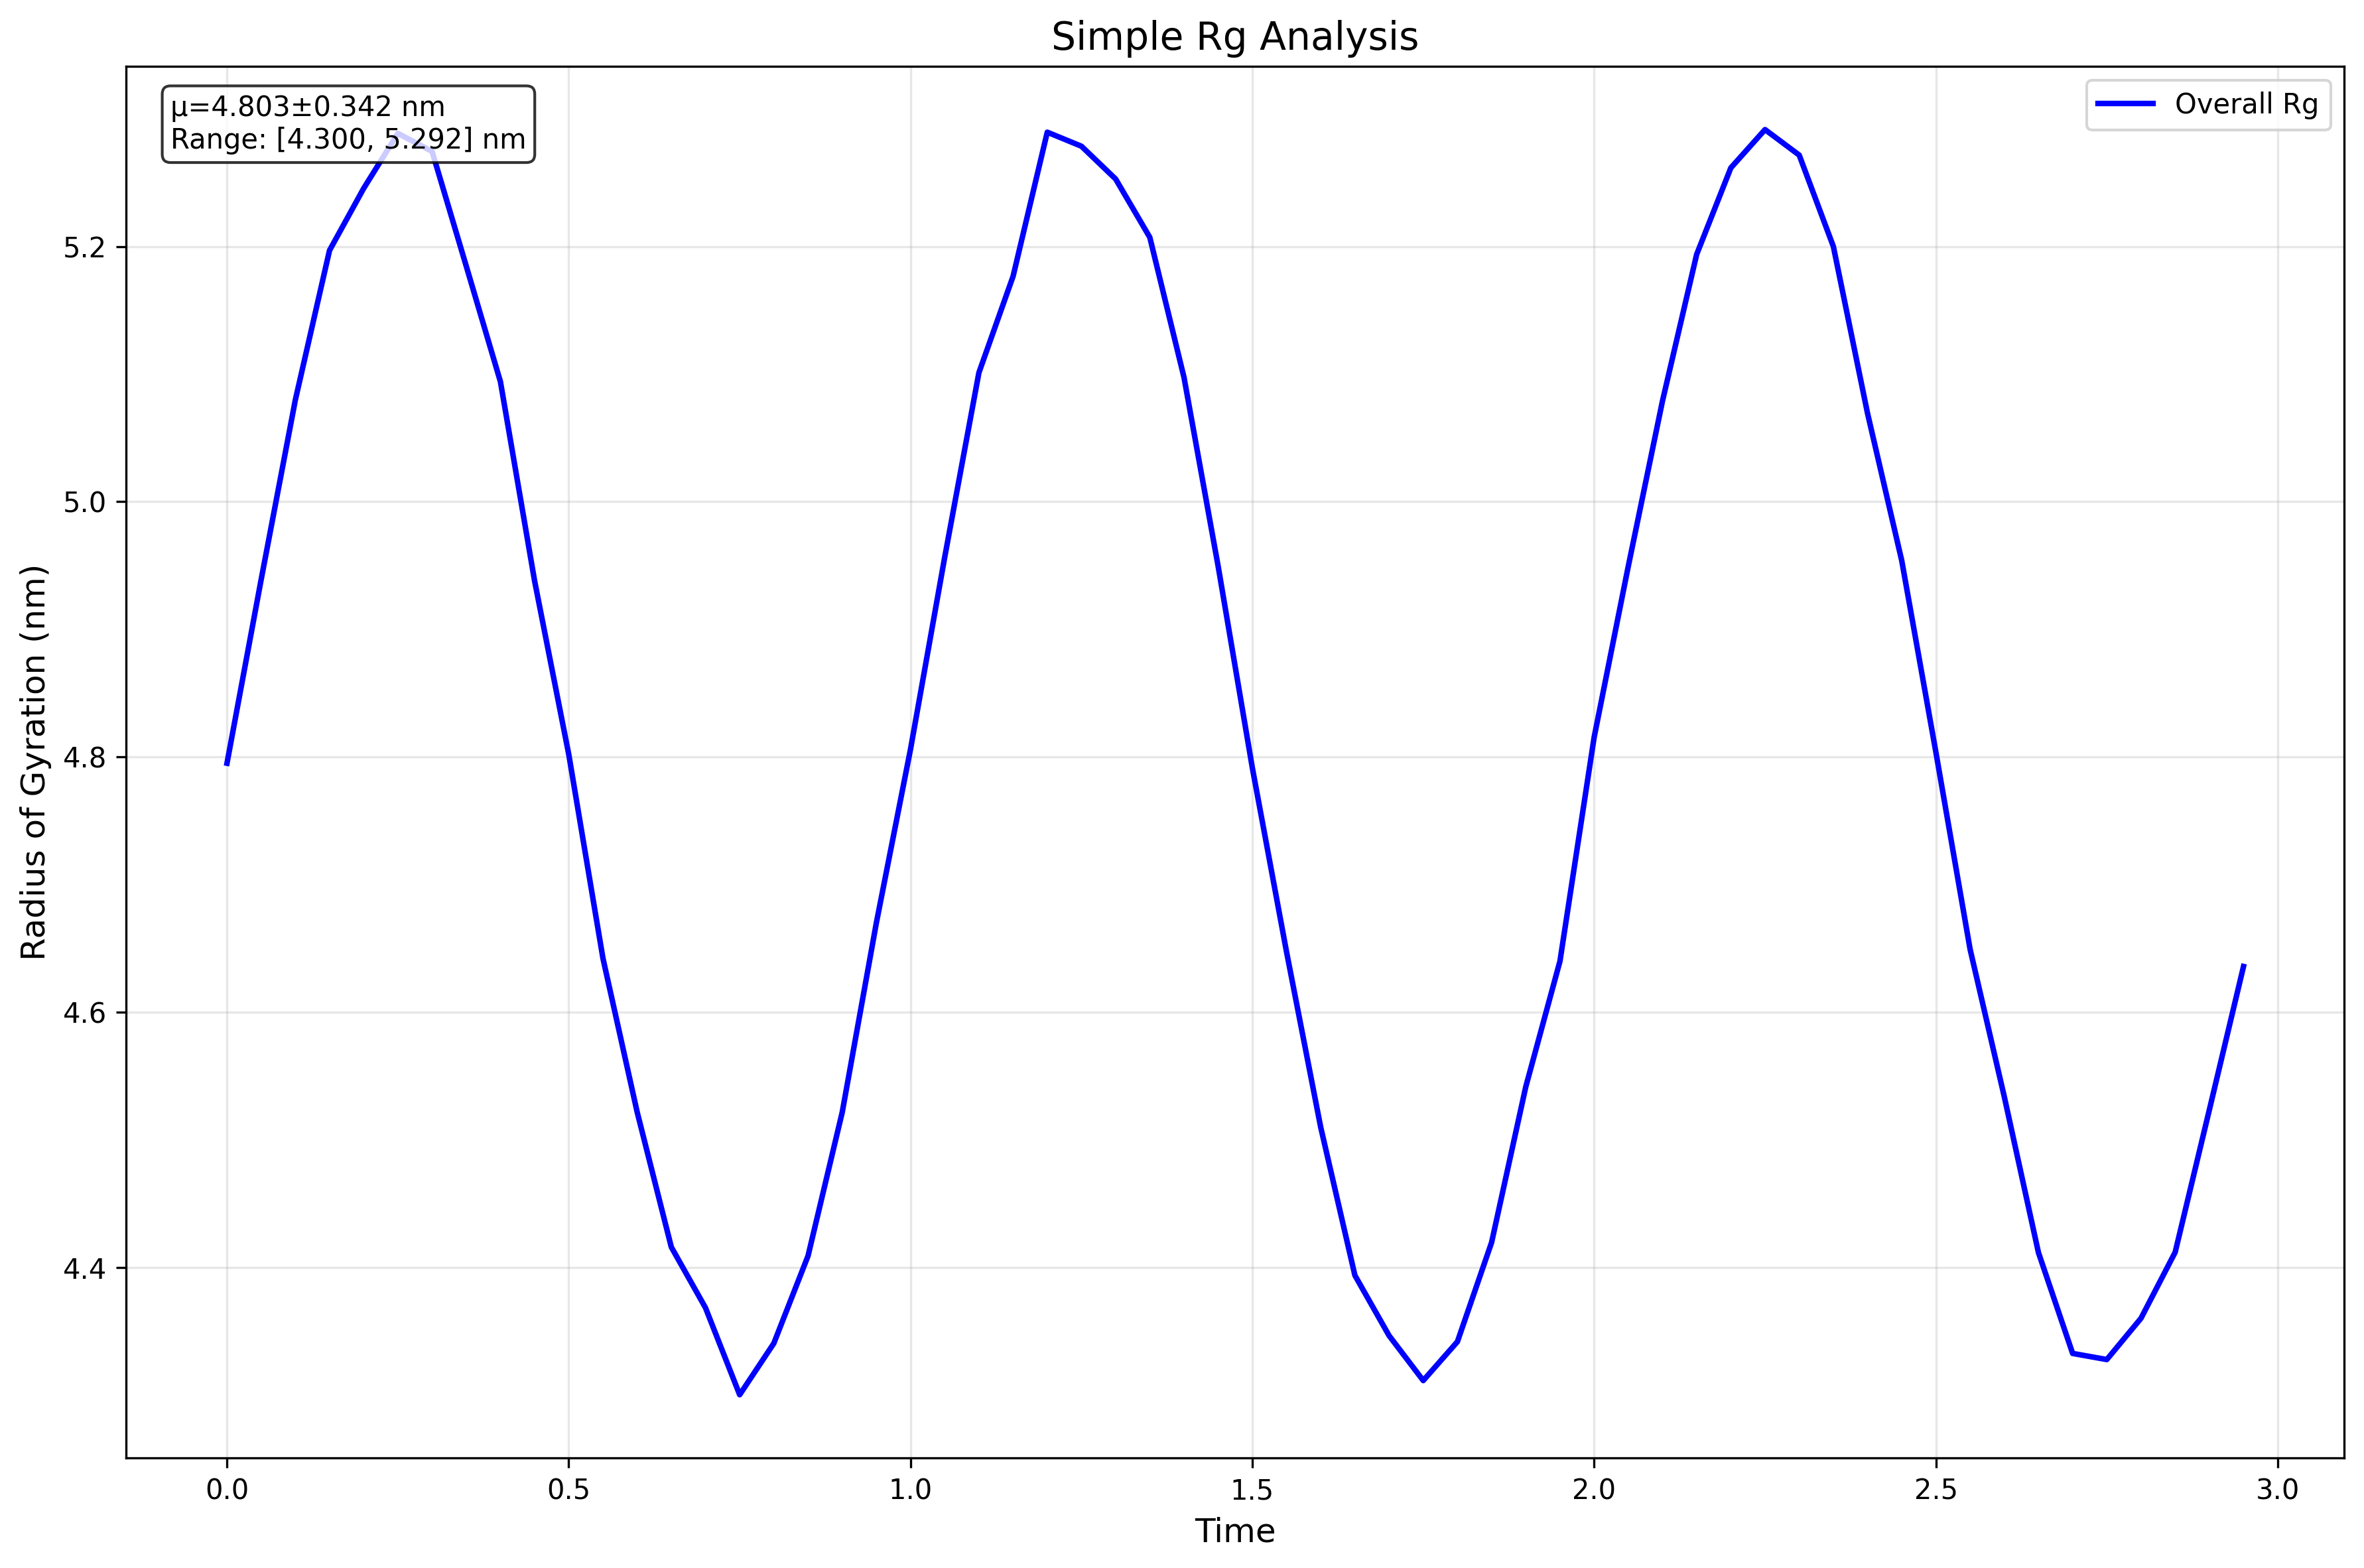 Simple Rg Analysis
μ=4.803±0.342 nm
Range: [4.300, 5.292] nm
Overall Rg
Radius of Gyration (nm)
5.2
5.0
4.8
4.6
4.4
0.0 0.5 1.0 1.5 2.0 2.5 3.0
Time